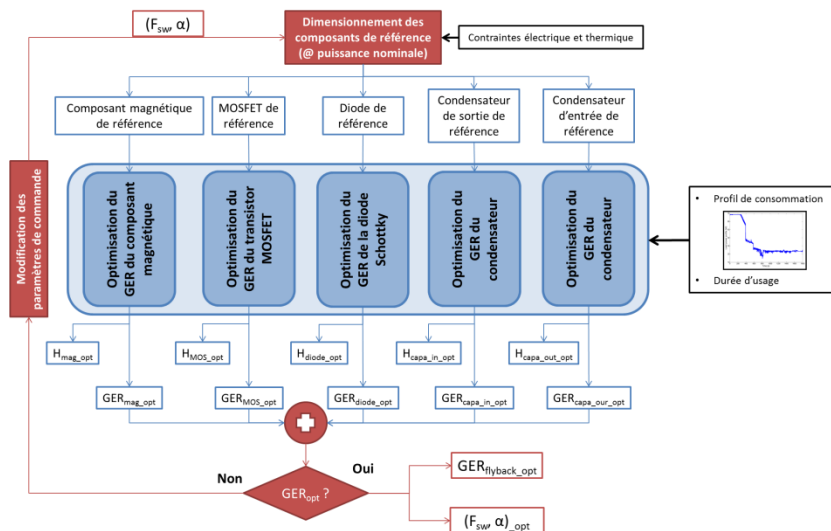 (Fsw, α)
Dimensionnement des
composants de référence
(@ puissance nominale)
Contraintes électrique et thermique
Composant magnétique
de référence
MOSFET de
référence
Diode de
référence
Condensateur
de sortie de
référence
Condensateur
d'entrée de
référence
Modification des
paramètres de commande
Optimisation du
GER du composant
magnétique
Optimisation du
GER du transistor
MOSFET
Optimisation du
GER de la diode
Schottky
Optimisation du
GER du
condensateur
Optimisation du
GER du
condensateur
• Profil de consommation
• Durée d'usage
Hmag_opt
HMOS_opt
Hdiode_opt
Hcapa_in_opt
Hcapa_out_opt
GERmag_opt
GERMOS_opt
GERdiode_opt
GERcapa_in_opt
GERcapa_our_opt
Non
Oui
GERopt ?
GERflyback_opt
(Fsw, α)_opt